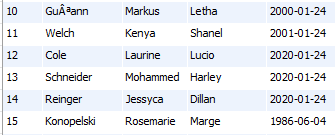 10 GuÂªann Markus Letha 2000-01-24
11 Welch Kenya Shanel 2001-01-24
12 Cole Laurine Lucio 2020-01-24
13 Schneider Mohammed Harley 2020-01-24
14 Reinger Jessyca Dillan 2020-01-24
15 Konopelski Rosemarie Marge 1986-06-04